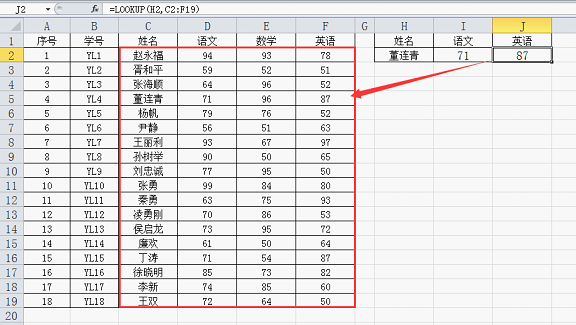 J2 fx =LOOKUP(H2,C2:F19)
A B C D E F G H I J
1 序号 学号 姓名 语文 数学 英语 姓名 语文 英语
2 1 YL1 赵永福 94 93 78 董连青 71 87
3 2 YL2 胥和平 59 52 51
4 3 YL3 张海顺 64 96 52
5 4 YL4 董连青 71 96 87
6 5 YL5 杨帆 79 76 52
7 6 YL6 尹静 56 51 63
8 7 YL7 王丽利 93 67 97
9 8 YL8 孙树举 90 50 65
10 9 YL9 刘忠诚 77 95 50
11 10 YL10 张勇 99 84 80
12 11 YL11 秦勇 63 75 93
13 12 YL12 凌勇刚 70 86 53
14 13 YL13 侯启龙 73 95 72
15 14 YL14 廉欢 61 50 64
16 15 YL15 丁涛 71 54 87
17 16 YL16 徐晓明 85 73 82
18 17 YL17 李新 74 85 60
19 18 YL18 王双 72 64 50
20